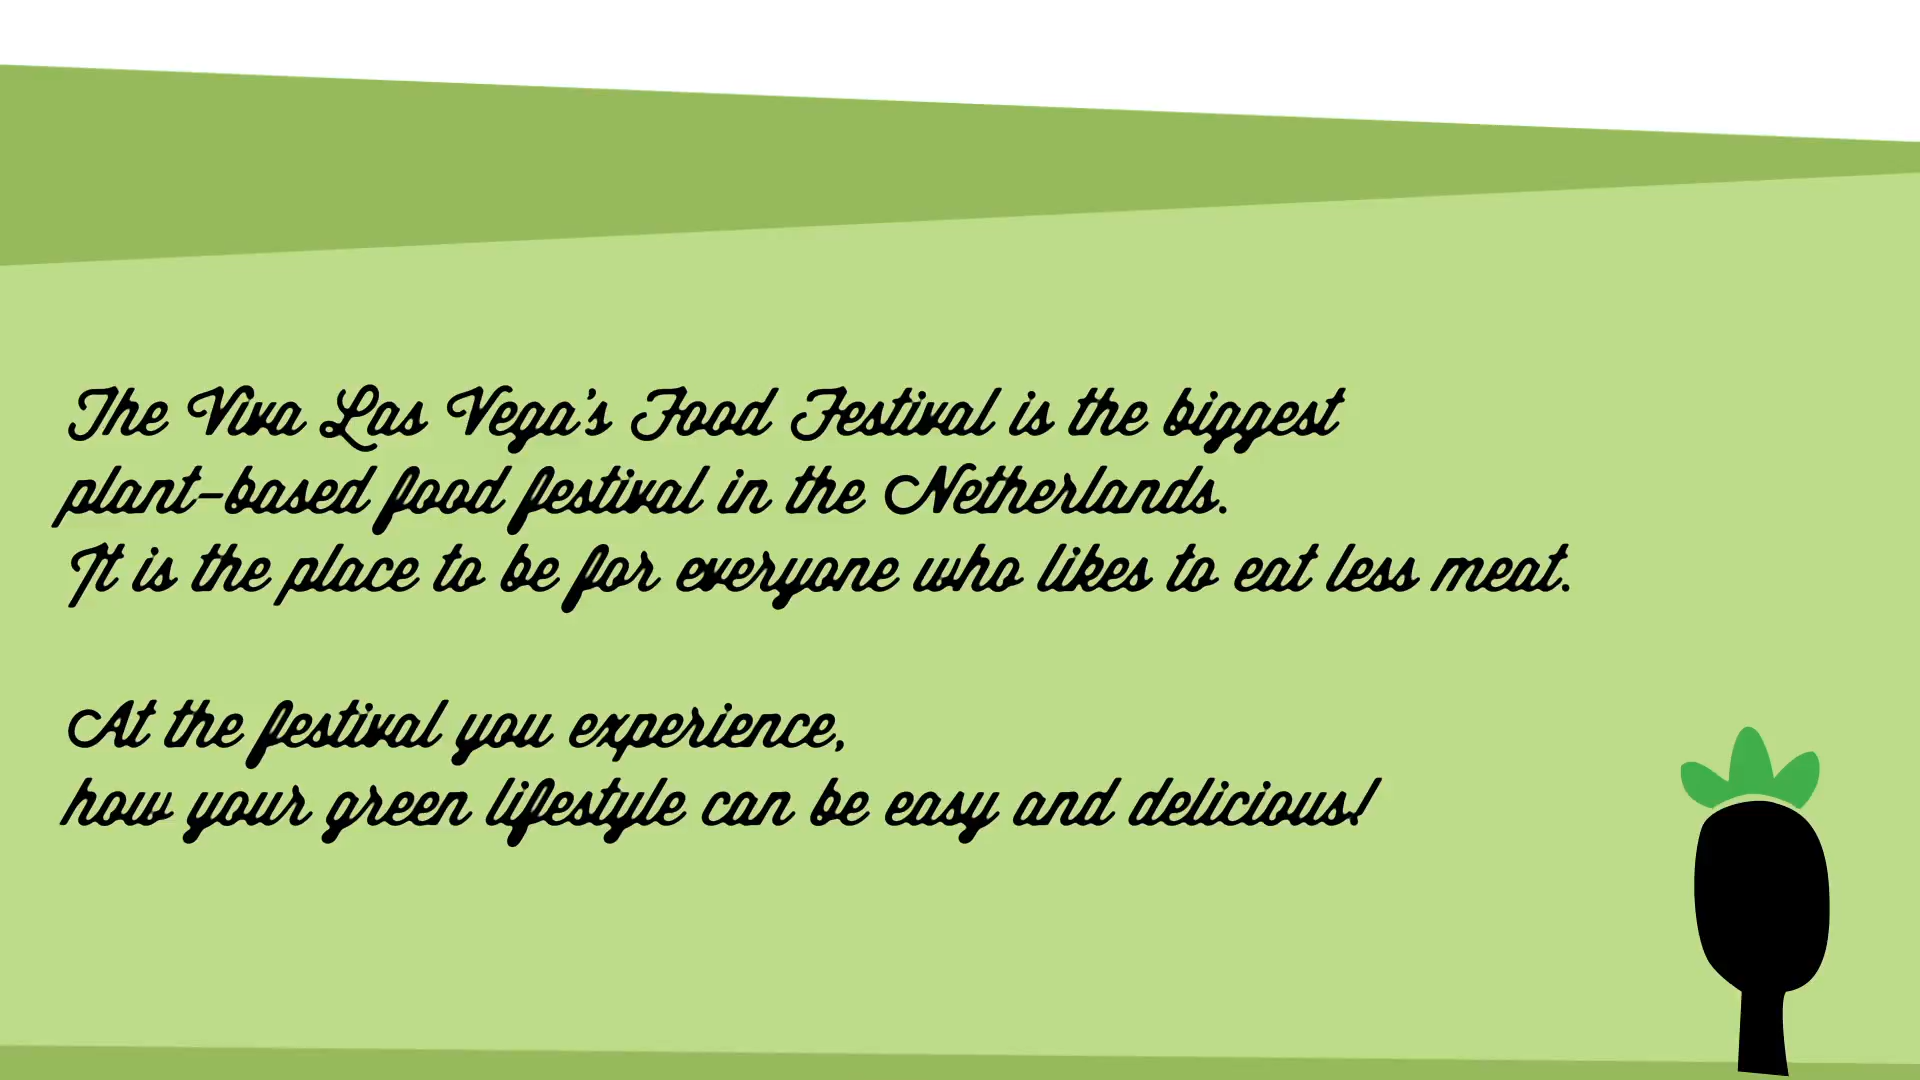 The Viva Las Vega's Food Festival is the biggest
plant-based food festival in the Netherlands.
It is the place to be for everyone who likes to eat less meat.
At the festival you experience,
how your green lifestyle can be easy and delicious!